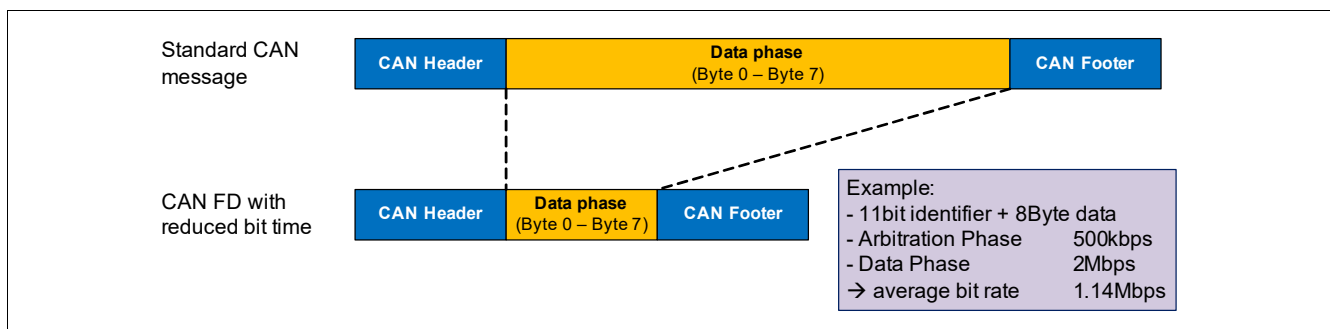 Standard CAN
message
CAN Header
Data phase
(Byte 0 – Byte 7)
CAN Footer
CAN FD with
reduced bit time
CAN Header
Data phase
(Byte 0 – Byte 7)
CAN Footer
Example:
- 11bit identifier + 8Byte data
- Arbitration Phase 500kbps
- Data Phase 2Mbps
→ average bit rate 1.14Mbps